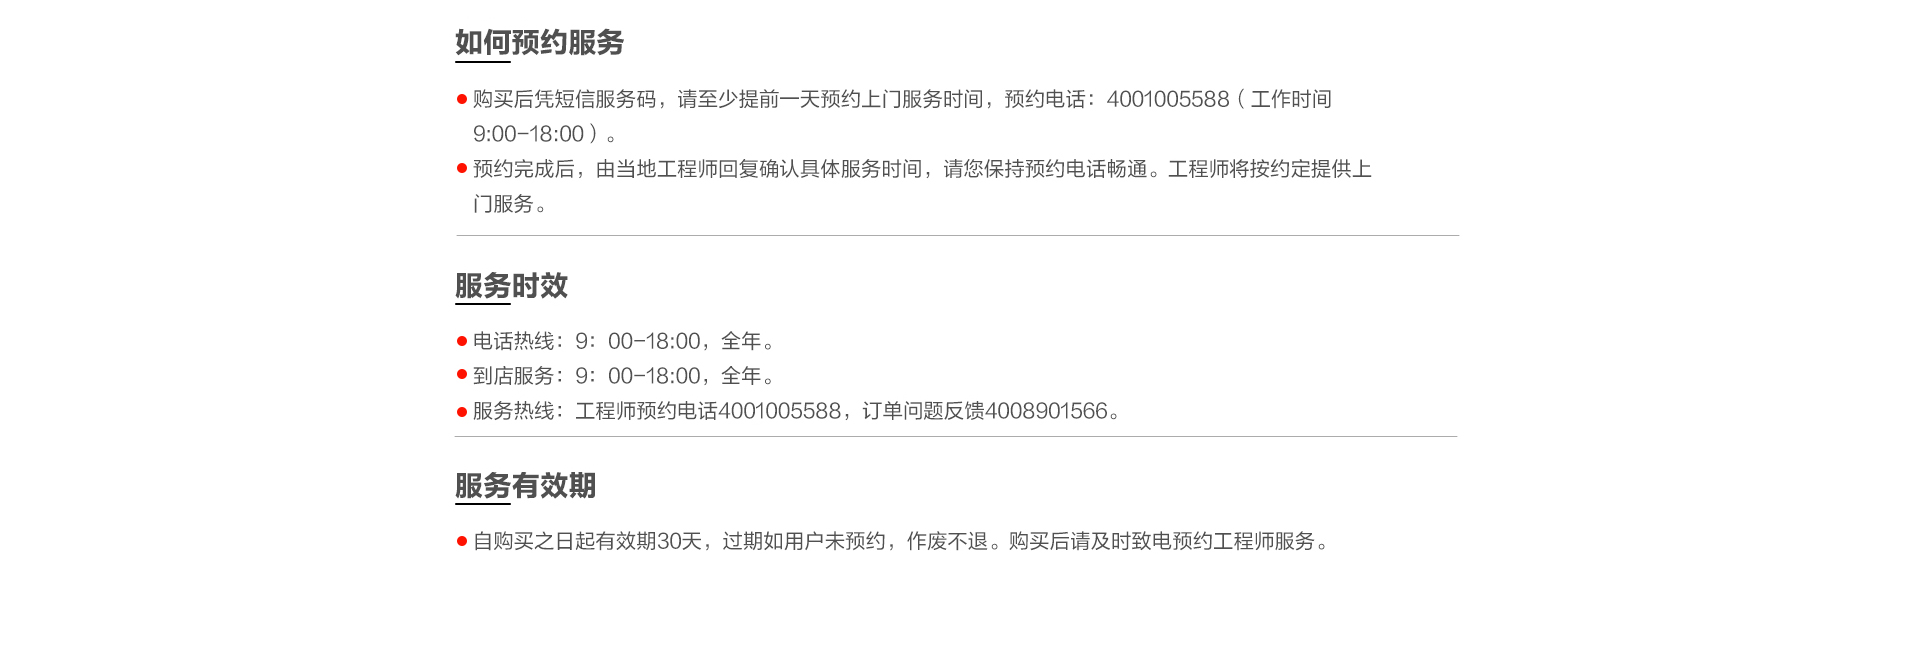 如何预约服务
购买后凭短信服务码，请至少提前一天预约上门服务时间，预约电话：4001005588（工作时间
9:00-18:00）。
预约完成后，由当地工程师回复确认具体服务时间，请您保持预约电话畅通。工程师将按约定提供上
门服务。
服务时效
电话热线：9：00-18:00，全年。
到店服务：9：00-18:00，全年。
服务热线：工程师预约电话4001005588，订单问题反馈4008901566。
服务有效期
自购买之日起有效期30天，过期如用户未预约，作废不退。购买后请及时致电预约工程师服务。